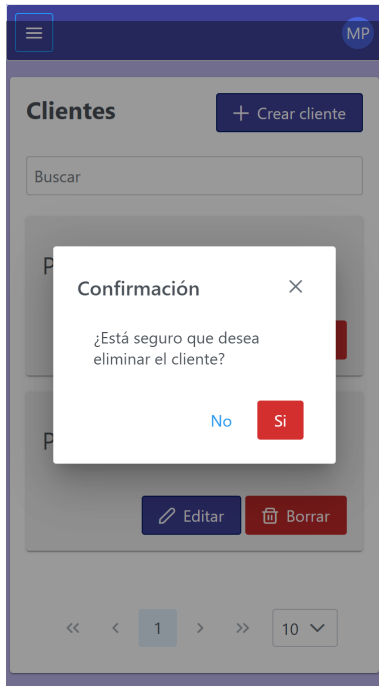 MP
Clientes
+ Crear cliente
Buscar
P
Confirmación
¿Está seguro que desea
eliminar el cliente?
No
Si
P
Editar
Borrar
1
10